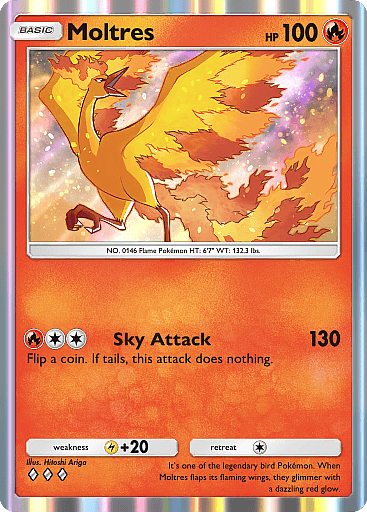 BASIC Moltres HP 100
NO. 0146 Flame Pokémon HT: 6'7" WT: 132.3 lbs.
Sky Attack 130
Flip a coin. If tails, this attack does nothing.
weakness +20 retreat
Illus. Hitoshi Ariga
It's one of the legendary bird Pokémon. When
Moltres flaps its flaming wings, they glimmer with
a dazzling red glow.